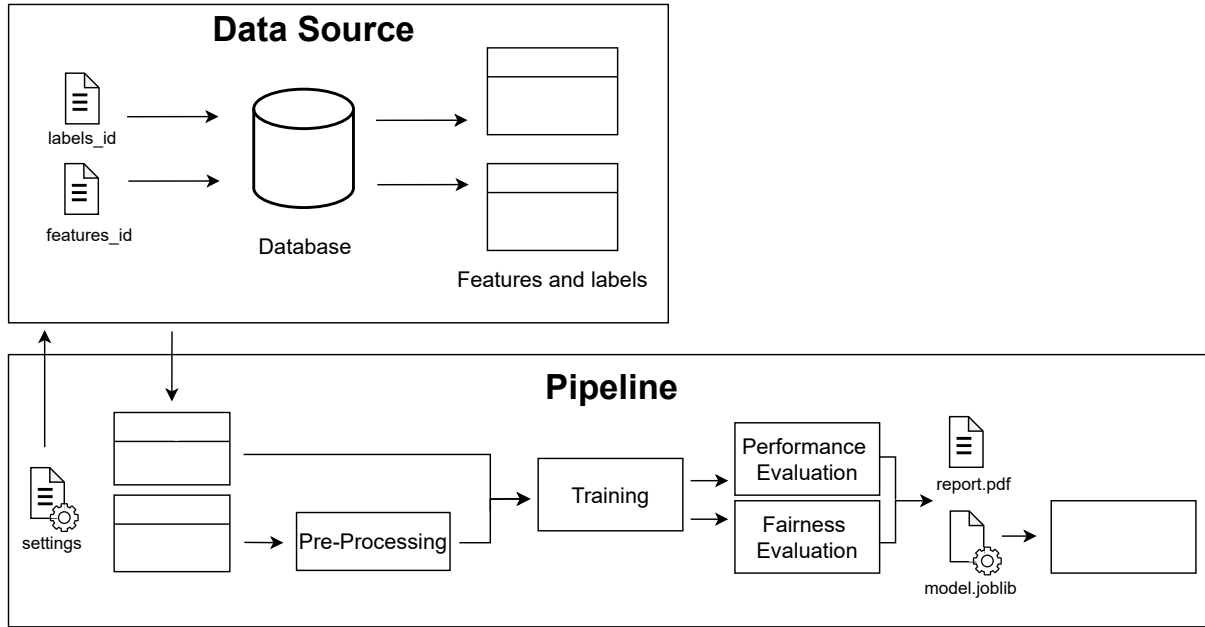 Data Source
labels_id
features_id
Database
Features and labels
Pipeline
settings
Pre-Processing
Training
Performance
Evaluation
Fairness
Evaluation
report.pdf
model.joblib